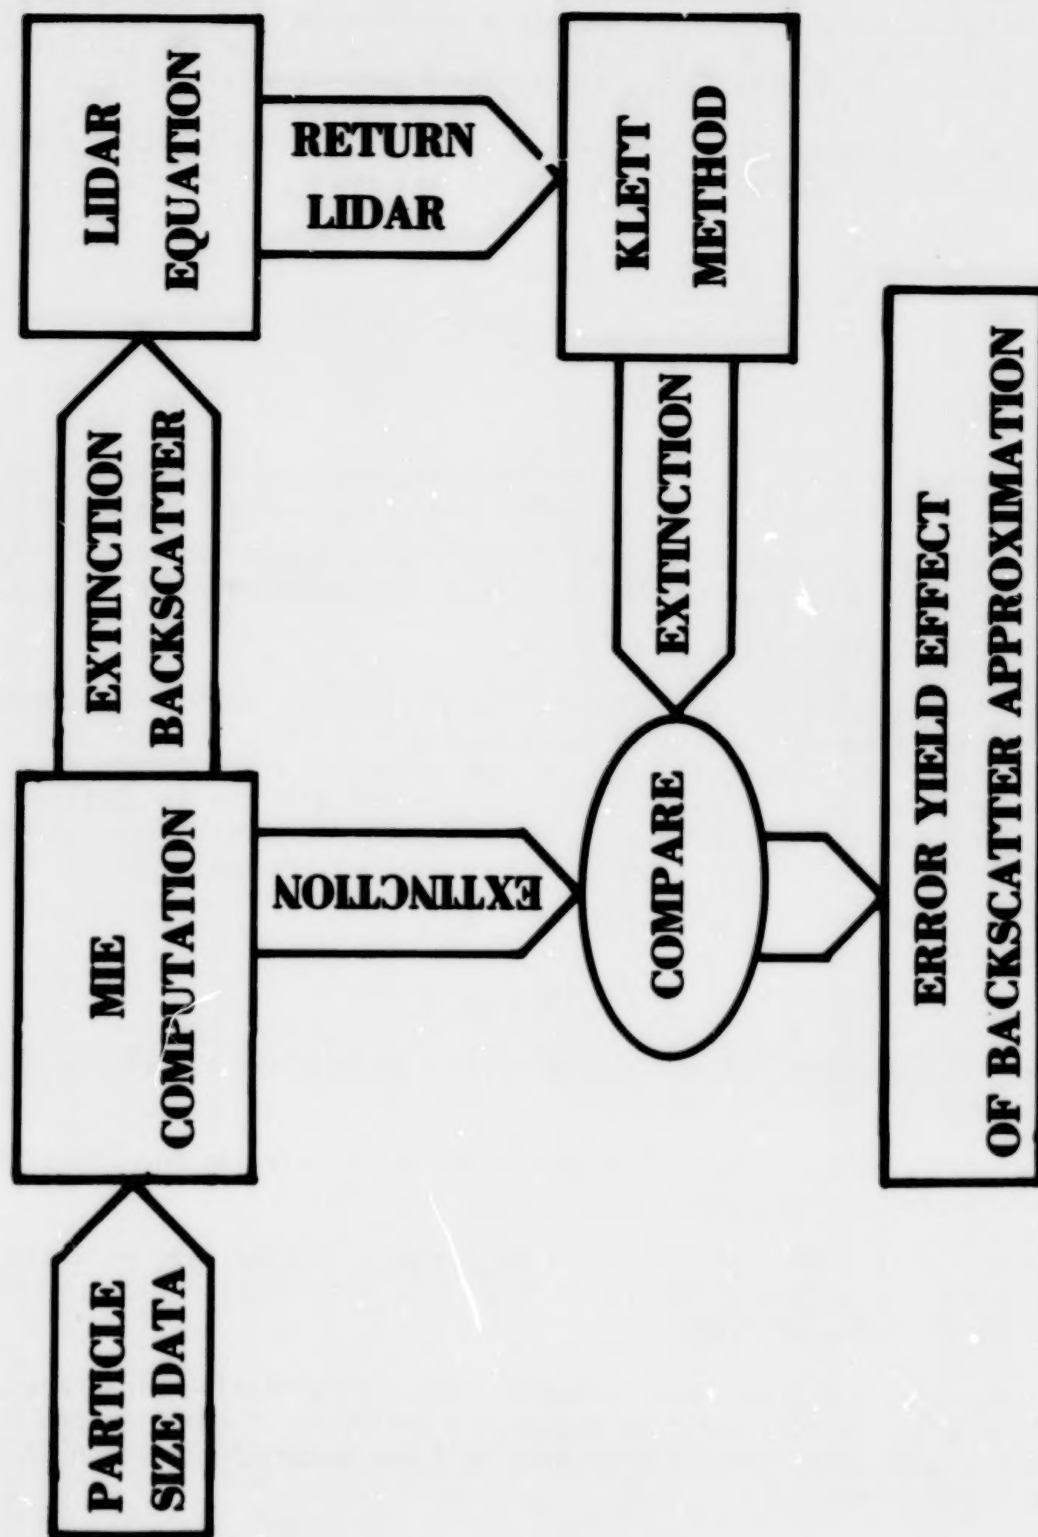 PARTICLE
SIZE DATA
MIE
COMPUTATION
EXTINCTION
BACKSCATTER
LIDAR
EQUATION
RETURN
LIDAR
KLETT
METHOD
EXTINCTION
EXTINCTION
COMPARE
ERROR YIELD EFFECT
OF BACKSCATTER APPROXIMATION